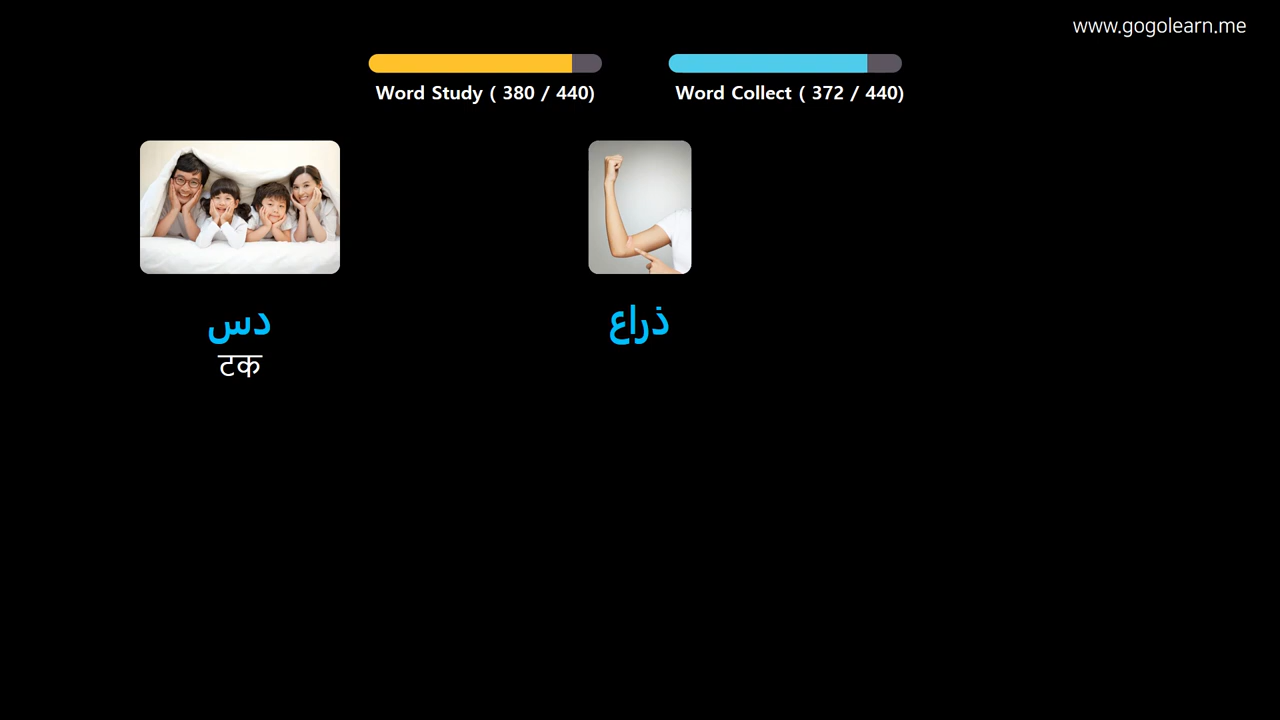 www.gogolearn.me
Word Study ( 380 / 440)
Word Collect ( 372 / 440)
دس
ذراع
टक